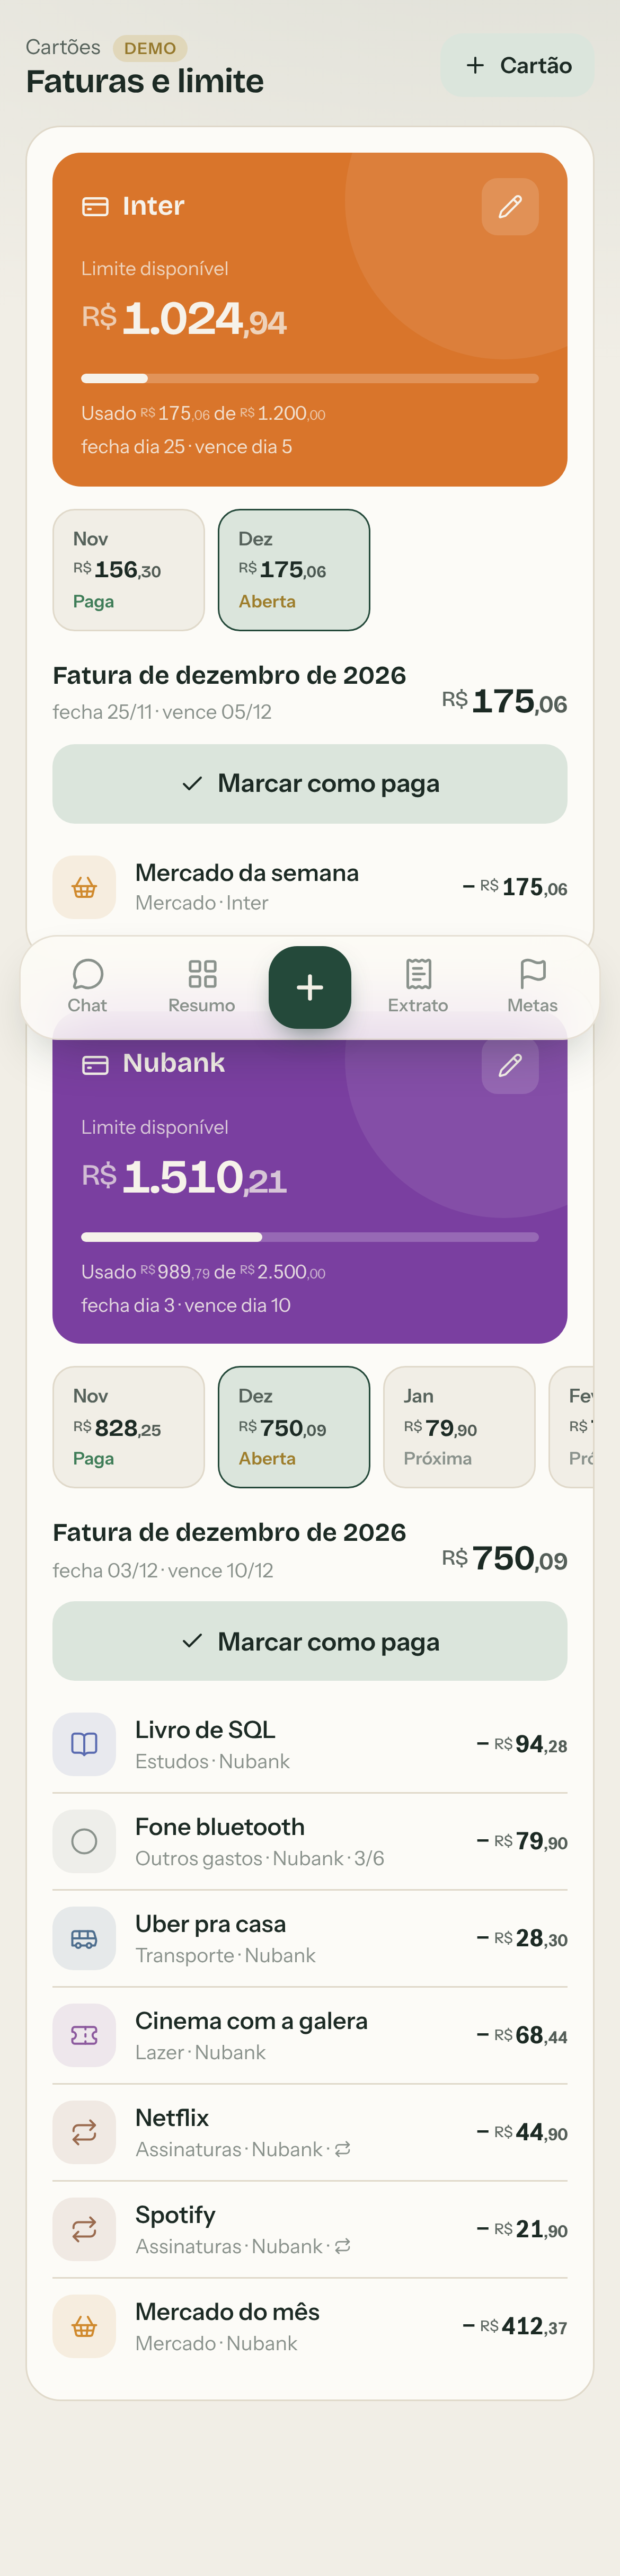 Cartões DEMO
Faturas e limite
+ Cartão
Inter
Limite disponível
R$ 1.024,94
Usado R$ 175,06 de R$ 1.200,00
fecha dia 25 · vence dia 5
Nov
R$ 156,30
Paga
Dez
R$ 175,06
Aberta
Fatura de dezembro de 2026
fecha 25/11 · vence 05/12
R$ 175,06
Marcar como paga
Mercado da semana
Mercado · Inter
− R$ 175,06
Chat
Resumo
+
Extrato
Metas
Nubank
Limite disponível
R$ 1.510,21
Usado R$ 989,79 de R$ 2.500,00
fecha dia 3 · vence dia 10
Nov
R$ 828,25
Paga
Dez
R$ 750,09
Aberta
Jan
R$ 79,90
Próxima
R$
Fatura de dezembro de 2026
fecha 03/12 · vence 10/12
R$ 750,09
Marcar como paga
Livro de SQL
Estudos · Nubank
− R$ 94,28
Fone bluetooth
Outros gastos · Nubank · 3/6
− R$ 79,90
Uber pra casa
Transporte · Nubank
− R$ 28,30
Cinema com a galera
Lazer · Nubank
− R$ 68,44
Netflix
Assinaturas · Nubank ·
− R$ 44,90
Spotify
Assinaturas · Nubank ·
− R$ 21,90
Mercado do mês
Mercado · Nubank
− R$ 412,37